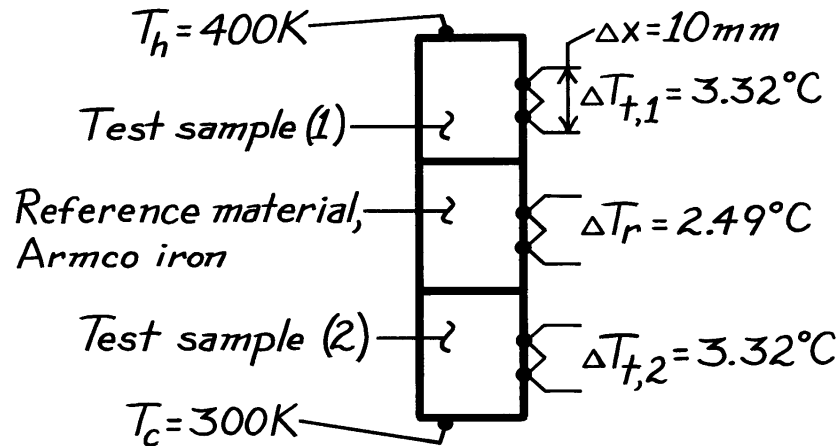 T_h = 400K
Δx = 10mm
ΔT_t,1 = 3.32°C
Test sample (1)
Reference material,
Armco iron
ΔT_r = 2.49°C
Test sample (2)
ΔT_t,2 = 3.32°C
T_c = 300K